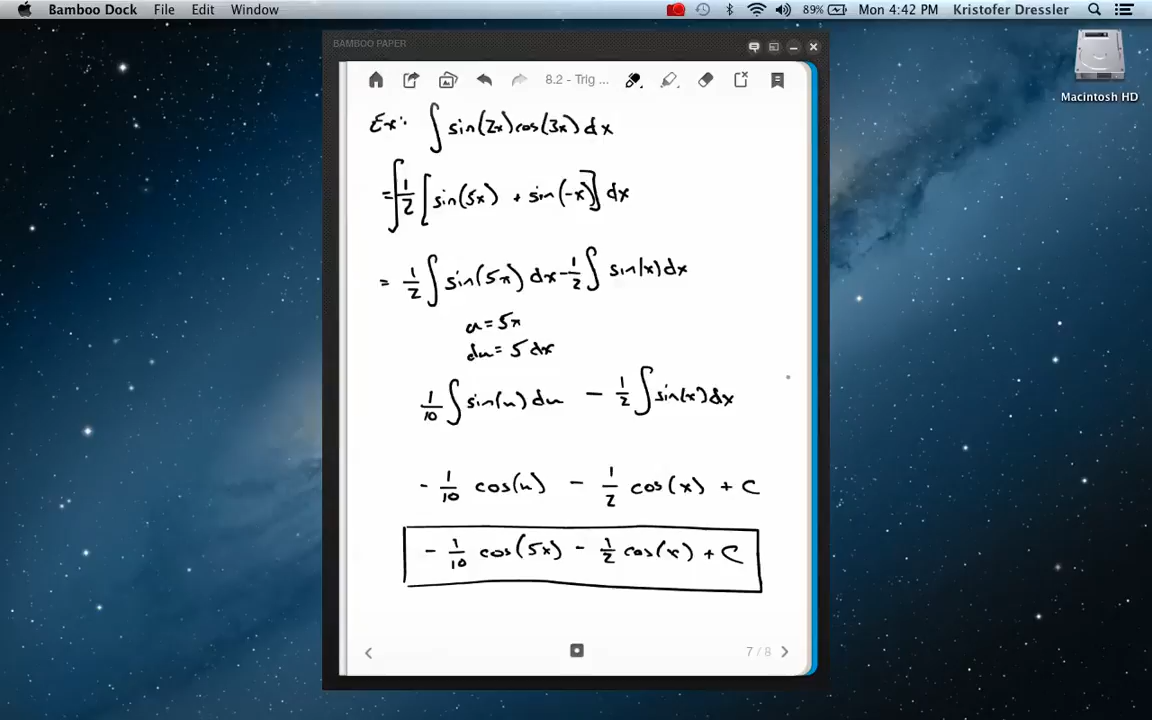 Bamboo Dock File Edit Window 89% Mon 4:42 PM Kristofer Dressler
BAMBOO PAPER
8.2 - Trig ...
Macintosh HD
Ex: ∫ sin(2x)cos(3x) dx
= ∫ 1/2 [sin(5x) + sin(-x)] dx
= 1/2 ∫ sin(5x) dx - 1/2 ∫ sin(x) dx
u = 5x
du = 5 dx
1/10 ∫ sin(u) du - 1/2 ∫ sin(x) dx
- 1/10 cos(u) - 1/2 cos(x) + C
- 1/10 cos(5x) - 1/2 cos(x) + C
7 / 8